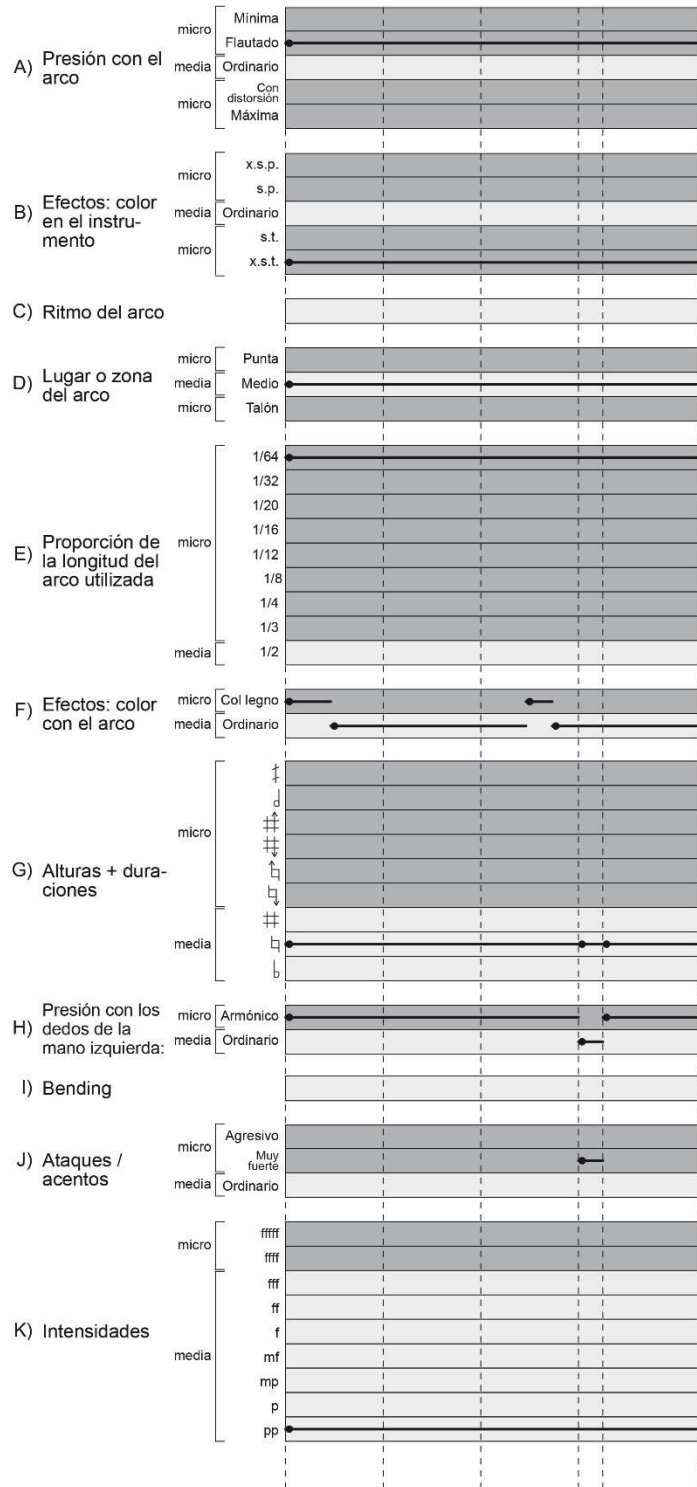 micro
Mínima
Flautado
A) Presión con el
arco
media
Ordinario
micro
Con
distorsión
Máxima
micro
x.s.p.
s.p.
B) Efectos: color
en el instru-
mento
media
Ordinario
micro
s.t.
x.s.t.
C) Ritmo del arco
micro
Punta
D) Lugar o zona
del arco
media
Medio
micro
Talón
E) Proporción de
la longitud del
arco utilizada
micro
1/64
1/32
1/20
1/16
1/12
1/8
1/4
1/3
media
1/2
F) Efectos: color
con el arco
micro
Col legno
media
Ordinario
G) Alturas + dura-
ciones
micro
media
H) Presión con los
dedos de la
mano izquierda:
micro
Armónico
media
Ordinario
I) Bending
J) Ataques /
acentos
micro
Agresivo
Muy
fuerte
media
Ordinario
K) Intensidades
micro
fffff
ffff
media
fff
ff
f
mf
mp
p
pp